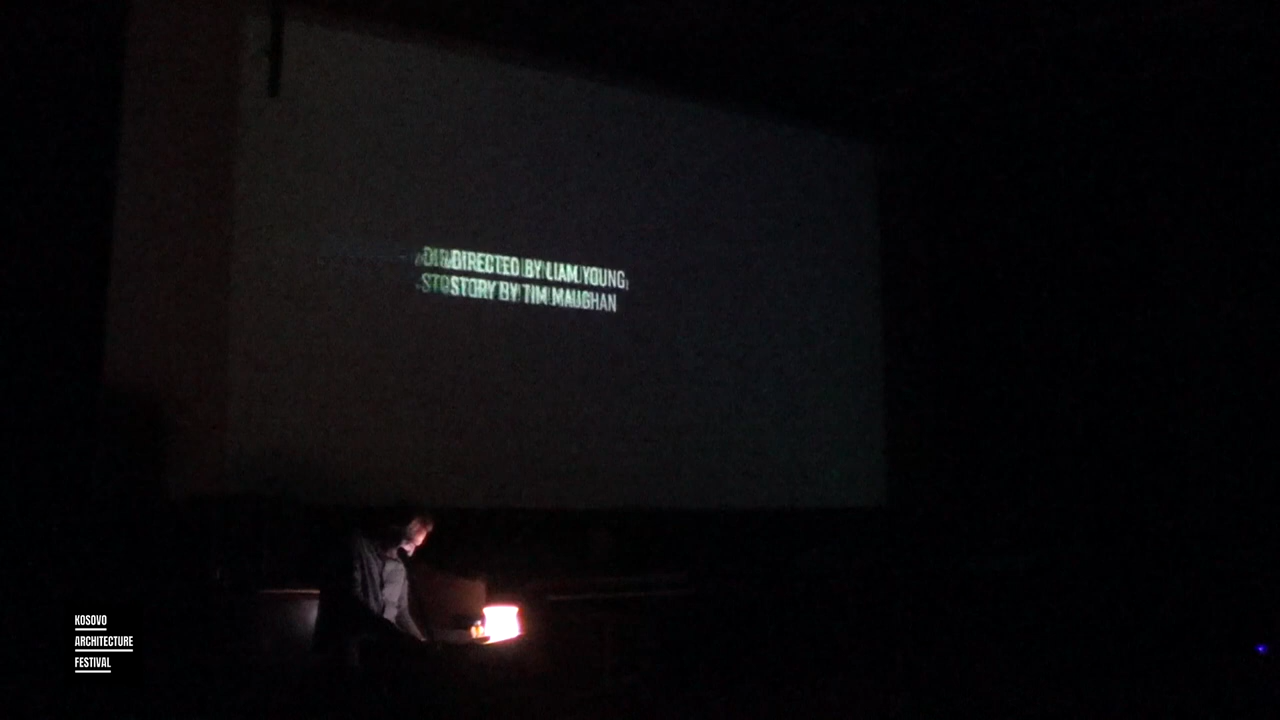 DIRECTED BY LIAM YOUNG
STORY BY TIM MAUGHAN
KOSOVO
ARCHITECTURE
FESTIVAL